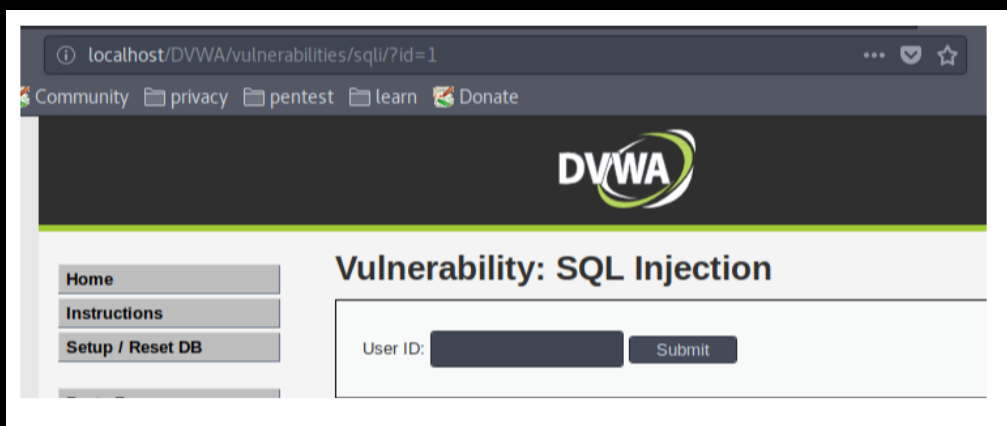 localhost/DVWA/vulnerabilities/sqli/?id=1
Community privacy pentest learn Donate
DVWA
Home
Instructions
Setup / Reset DB
Vulnerability: SQL Injection
User ID: Submit